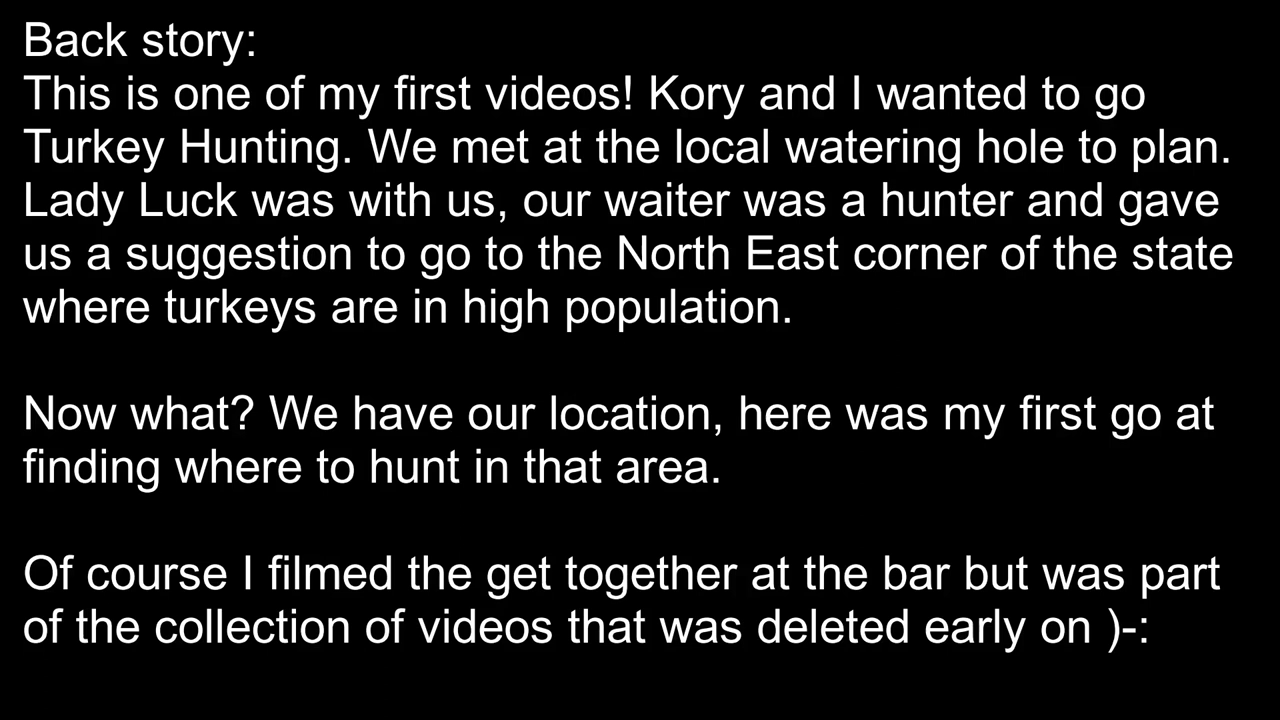 Back story:
This is one of my first videos! Kory and I wanted to go
Turkey Hunting. We met at the local watering hole to plan.
Lady Luck was with us, our waiter was a hunter and gave
us a suggestion to go to the North East corner of the state
where turkeys are in high population.
Now what? We have our location, here was my first go at
finding where to hunt in that area.
Of course I filmed the get together at the bar but was part
of the collection of videos that was deleted early on )-: